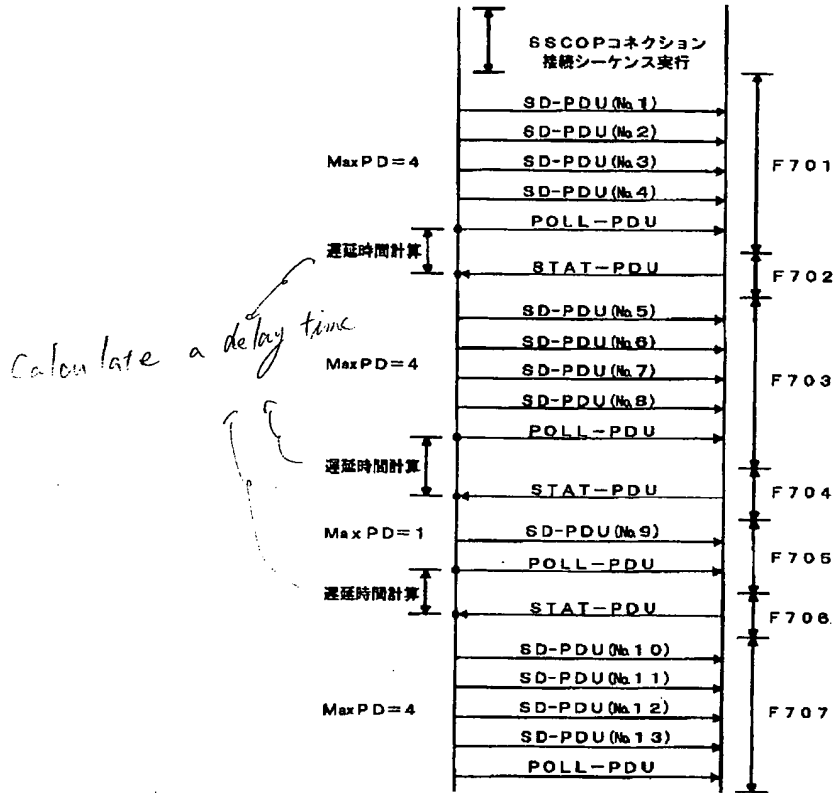 SSCOPコネクション
接続シーケンス実行
SD-PDU(No.1)
SD-PDU(No.2)
MaxPD=4
SD-PDU(No.3)
F701
SD-PDU(No.4)
POLL-PDU
遅延時間計算
STAT-PDU
F702
SD-PDU(No.5)
Calculate a delay time
SD-PDU(No.6)
MaxPD=4
SD-PDU(No.7)
F703
SD-PDU(No.8)
POLL-PDU
遅延時間計算
STAT-PDU
F704
MaxPD=1
SD-PDU(No.9)
F705
POLL-PDU
遅延時間計算
STAT-PDU
F706
SD-PDU(No.10)
SD-PDU(No.11)
MaxPD=4
SD-PDU(No.12)
F707
SD-PDU(No.13)
POLL-PDU